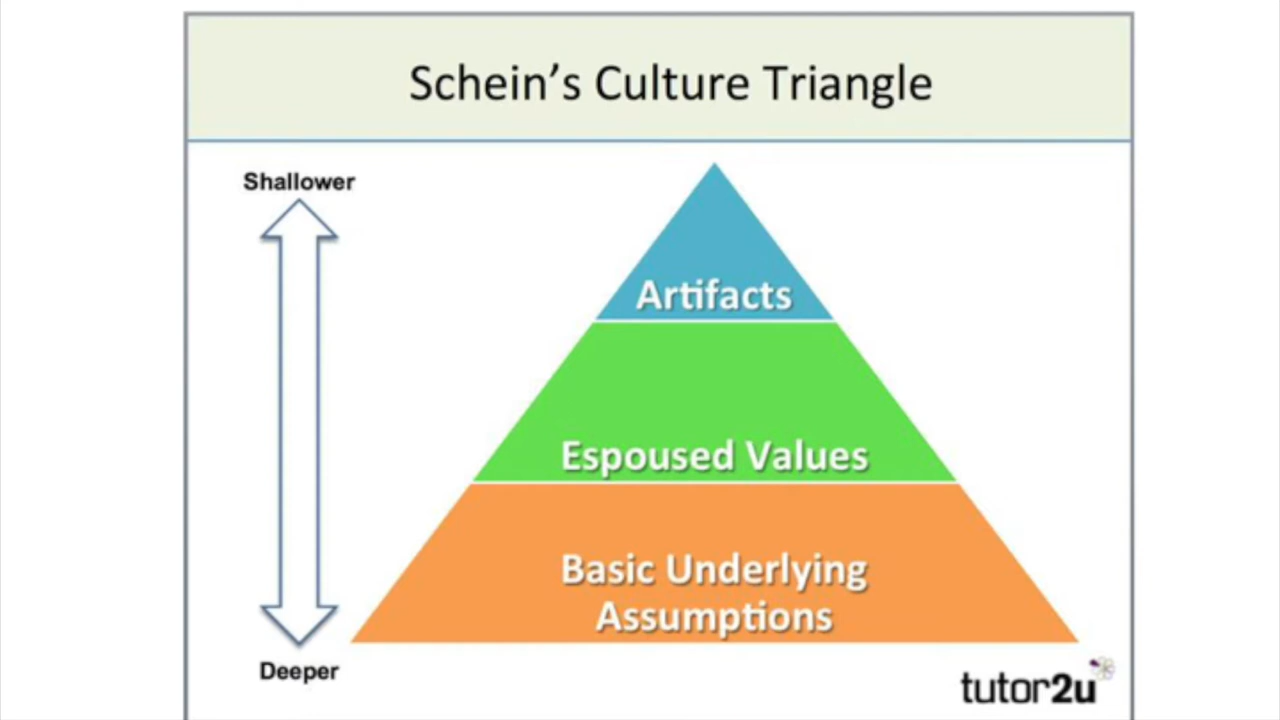 Schein’s Culture Triangle
Shallower
Artifacts
Espoused Values
Basic Underlying
Assumptions
Deeper
tutor2u